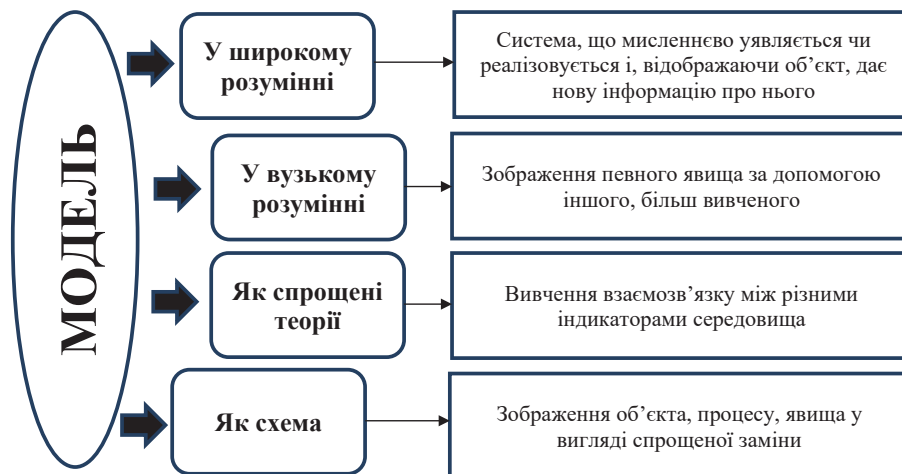 МОДЕЛЬ
У широкому
розумінні
Система, що мисленнєво уявляється чи
реалізовується і, відображаючи об’єкт, дає
нову інформацію про нього
У вузькому
розумінні
Зображення певного явища за допомогою
іншого, більш вивченого
Як спрощені
теорії
Вивчення взаємозв’язку між різними
індикаторами середовища
Як схема
Зображення об’єкта, процесу, явища у
вигляді спрощеної заміни